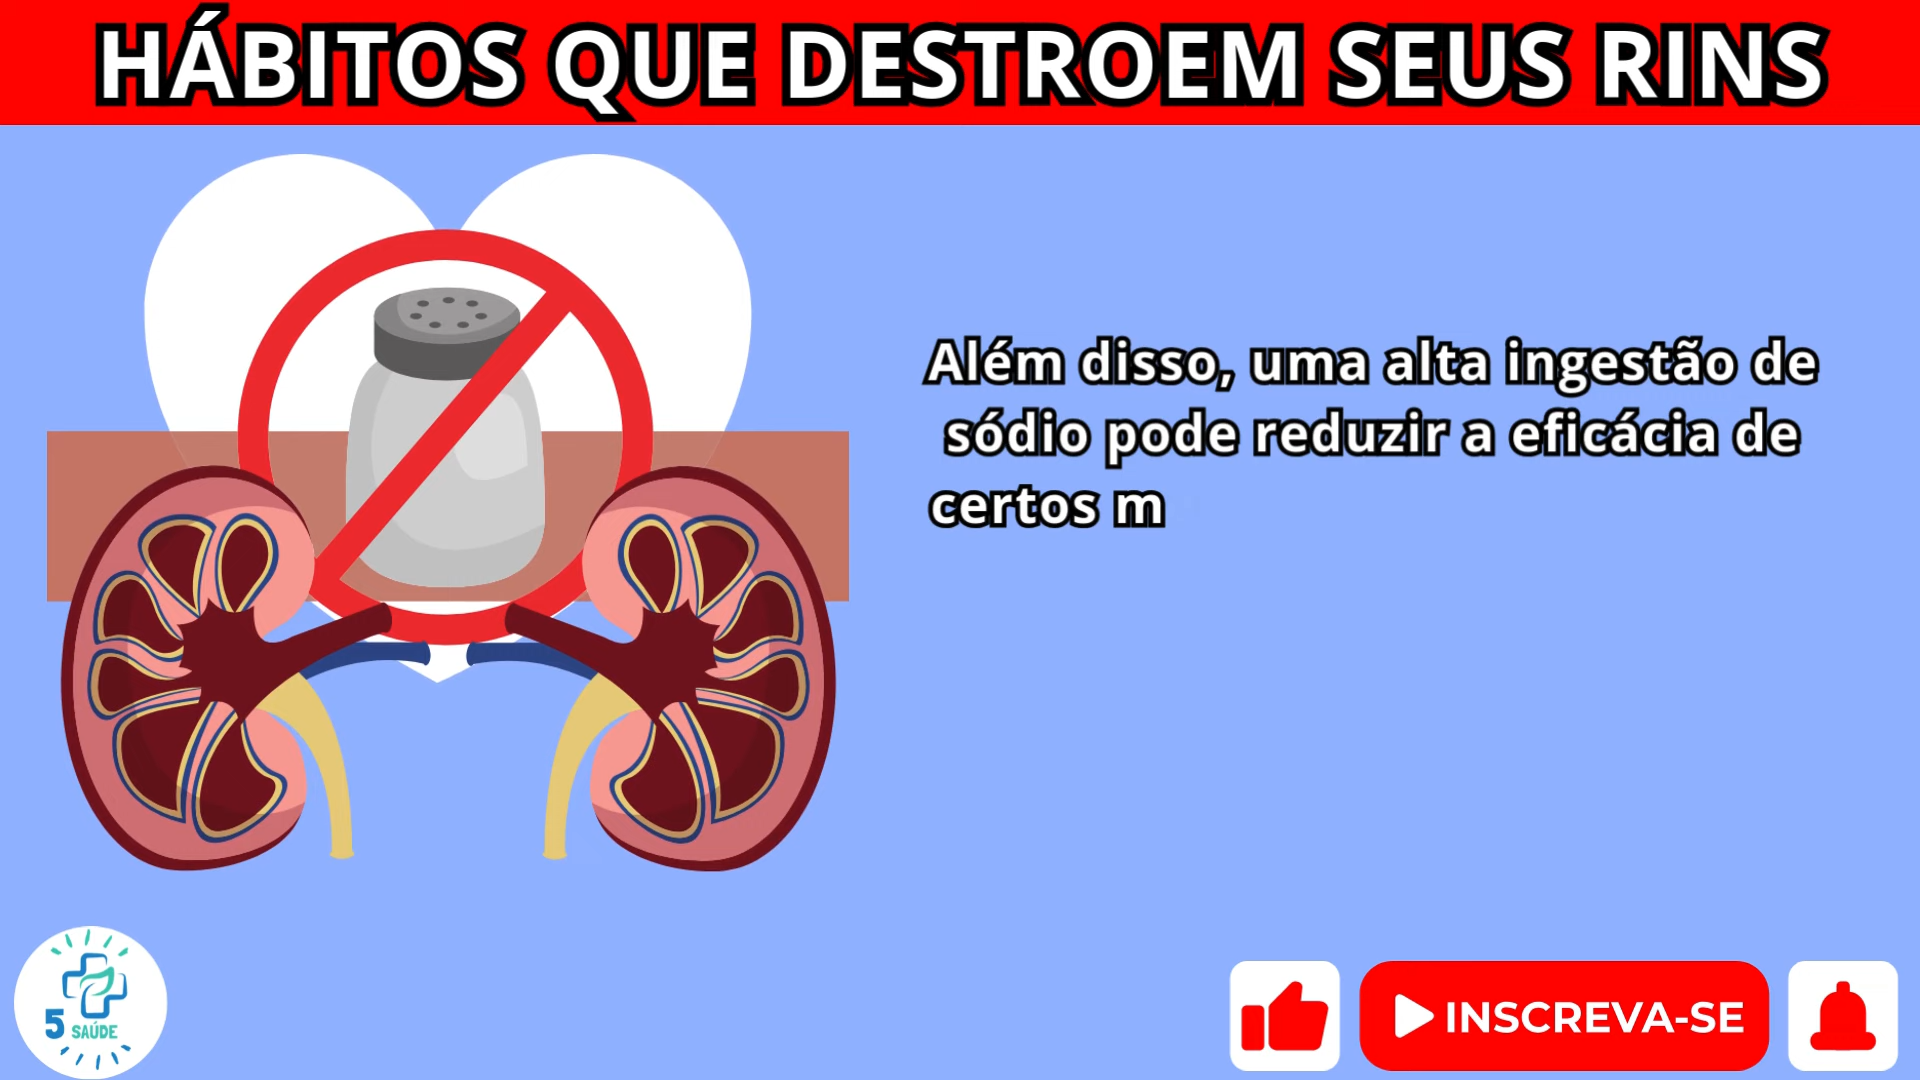 HÁBITOS QUE DESTROEM SEUS RINS
Além disso, uma alta ingestão de
sódio pode reduzir a eficácia de
certos m
5 SAÚDE
INSCREVA-SE